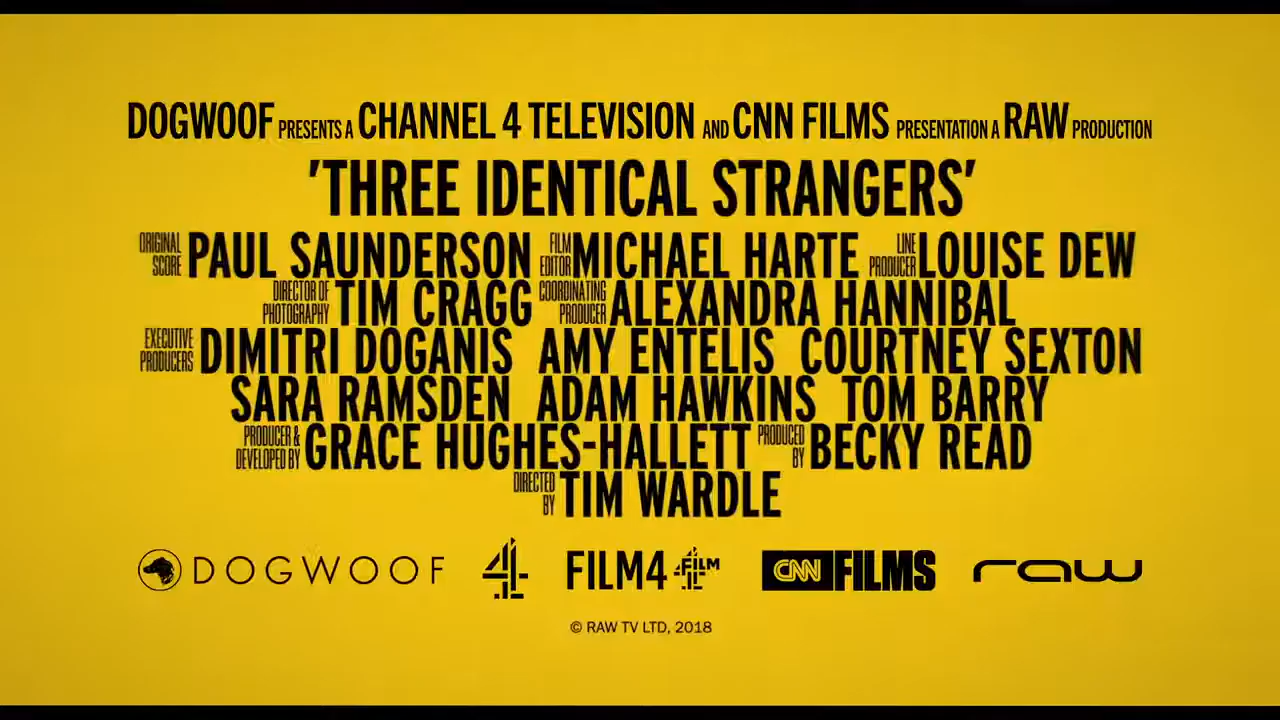 DOGWOOF PRESENTS A CHANNEL 4 TELEVISION AND CNN FILMS PRESENTATION A RAW PRODUCTION
'THREE IDENTICAL STRANGERS'
ORIGINAL SCORE PAUL SAUNDERSON FILM EDITOR MICHAEL HARTE LINE PRODUCER LOUISE DEW
DIRECTOR OF PHOTOGRAPHY TIM CRAGG COORDINATING PRODUCER ALEXANDRA HANNIBAL
EXECUTIVE PRODUCERS DIMITRI DOGANIS AMY ENTELIS COURTNEY SEXTON
SARA RAMSDEN ADAM HAWKINS TOM BARRY
PRODUCER & DEVELOPED BY GRACE HUGHES-HALLETT PRODUCED BY BECKY READ
DIRECTED BY TIM WARDLE
DOGWOOF 4 FILM4 4 FILM CNN FILMS raw
© RAW TV LTD, 2018